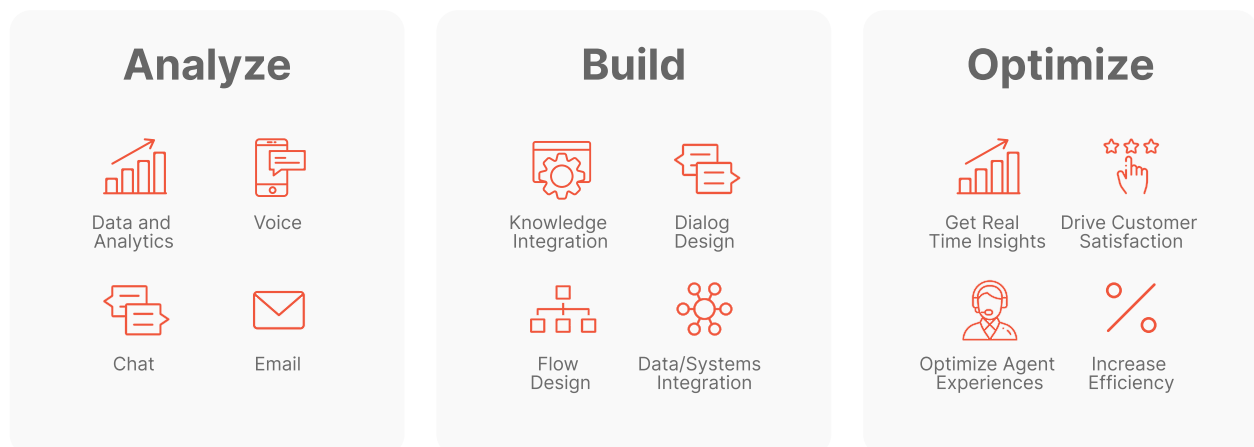 Analyze
Data and
Analytics
Voice
Chat
Email
Build
Knowledge
Integration
Dialog
Design
Flow
Design
Data/Systems
Integration
Optimize
Get Real
Time Insights
Drive Customer
Satisfaction
Optimize Agent
Experiences
Increase
Efficiency